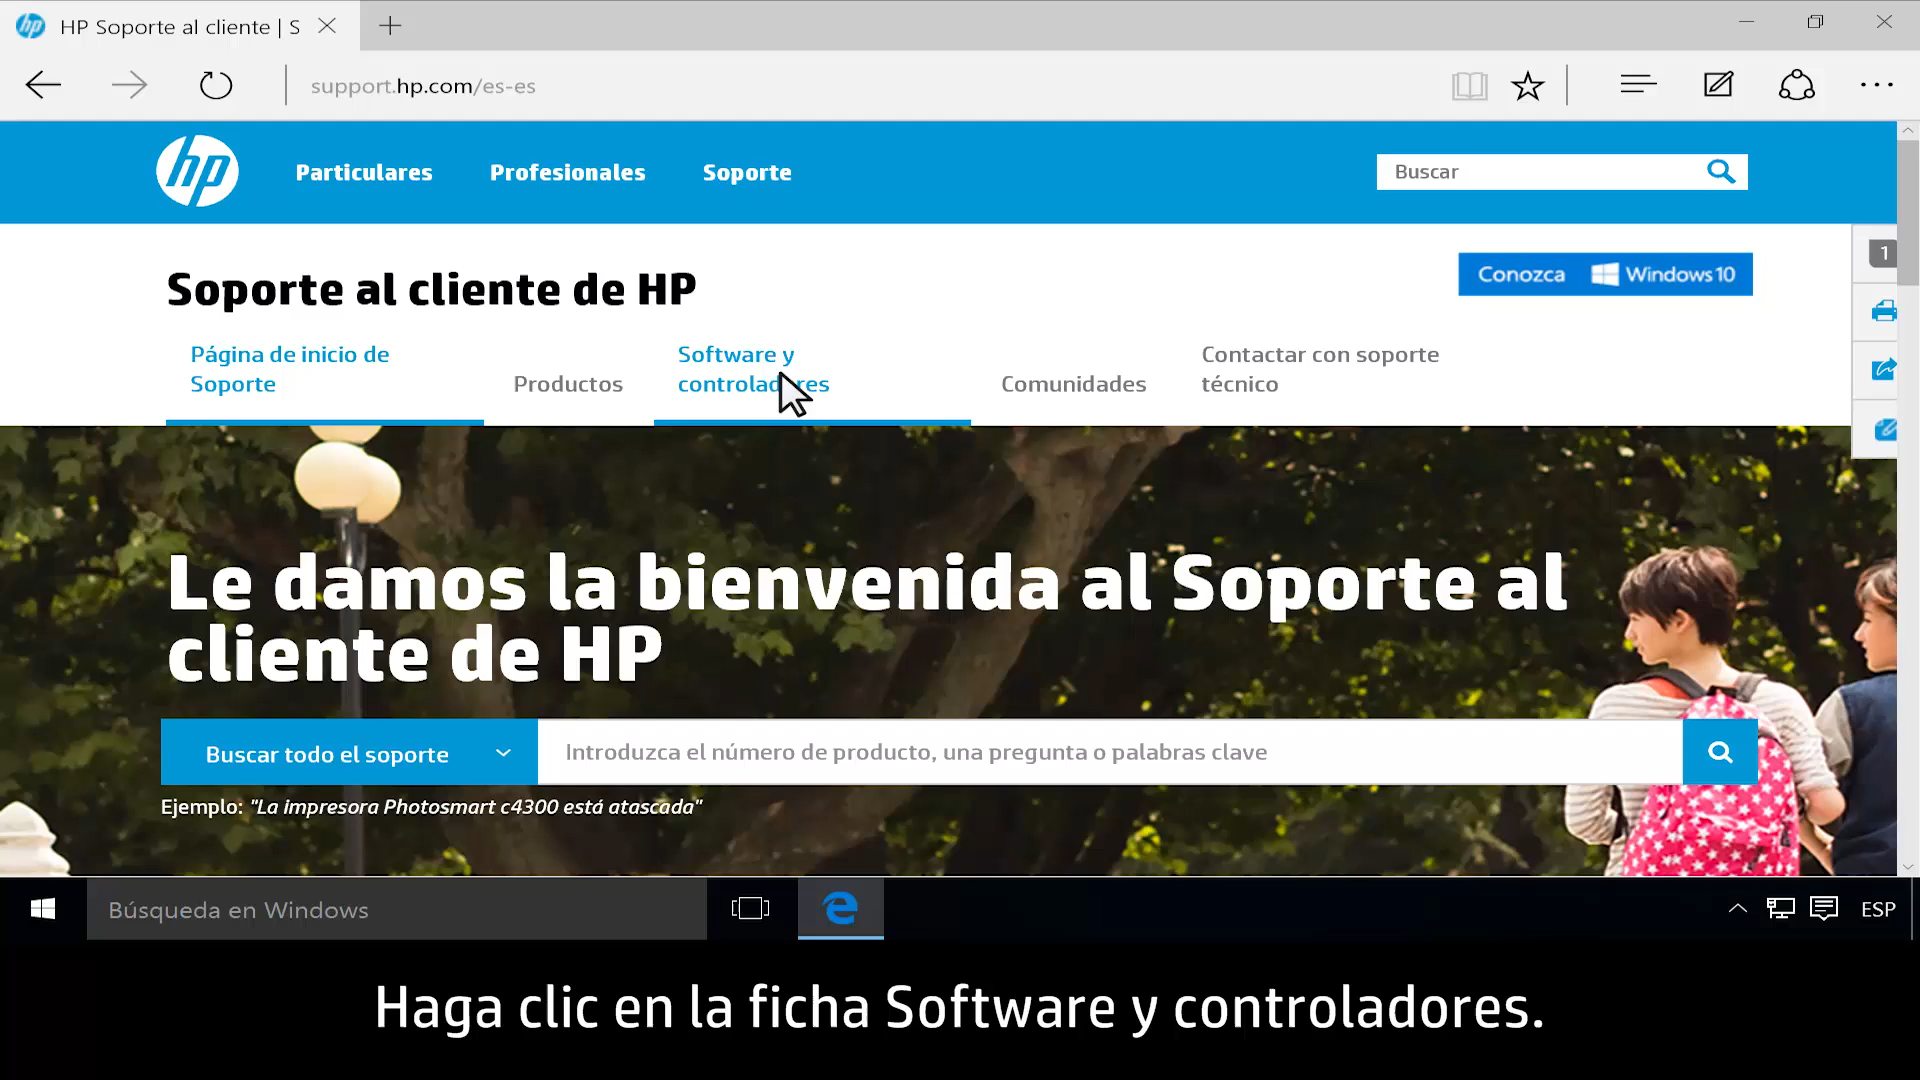 HP Soporte al cliente | S
support.hp.com/es-es
hp
Particulares
Profesionales
Soporte
Buscar
Soporte al cliente de HP
Conozca Windows 10
1
Página de inicio de
Soporte
Productos
Software y
controladores
Comunidades
Contactar con soporte
técnico
Le damos la bienvenida al Soporte al
cliente de HP
Buscar todo el soporte
Introduzca el número de producto, una pregunta o palabras clave
Ejemplo: "La impresora Photosmart c4300 está atascada"
Búsqueda en Windows
ESP
Haga clic en la ficha Software y controladores.